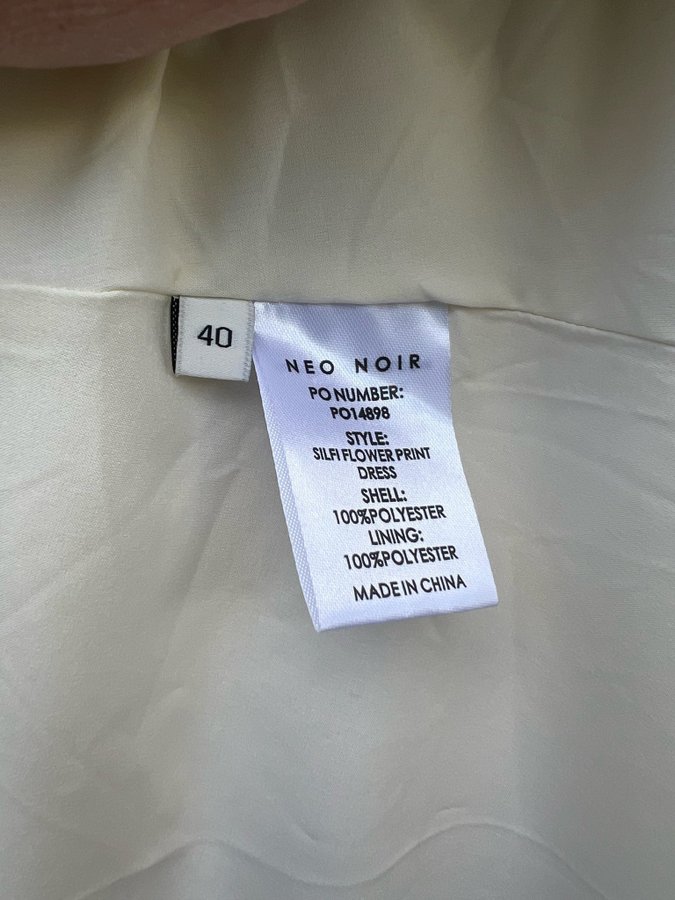 40
NEO NOIR
PO NUMBER:
PO14898
STYLE:
SILFI FLOWER PRINT
DRESS
SHELL:
100%POLYESTER
LINING:
100%POLYESTER
MADE IN CHINA